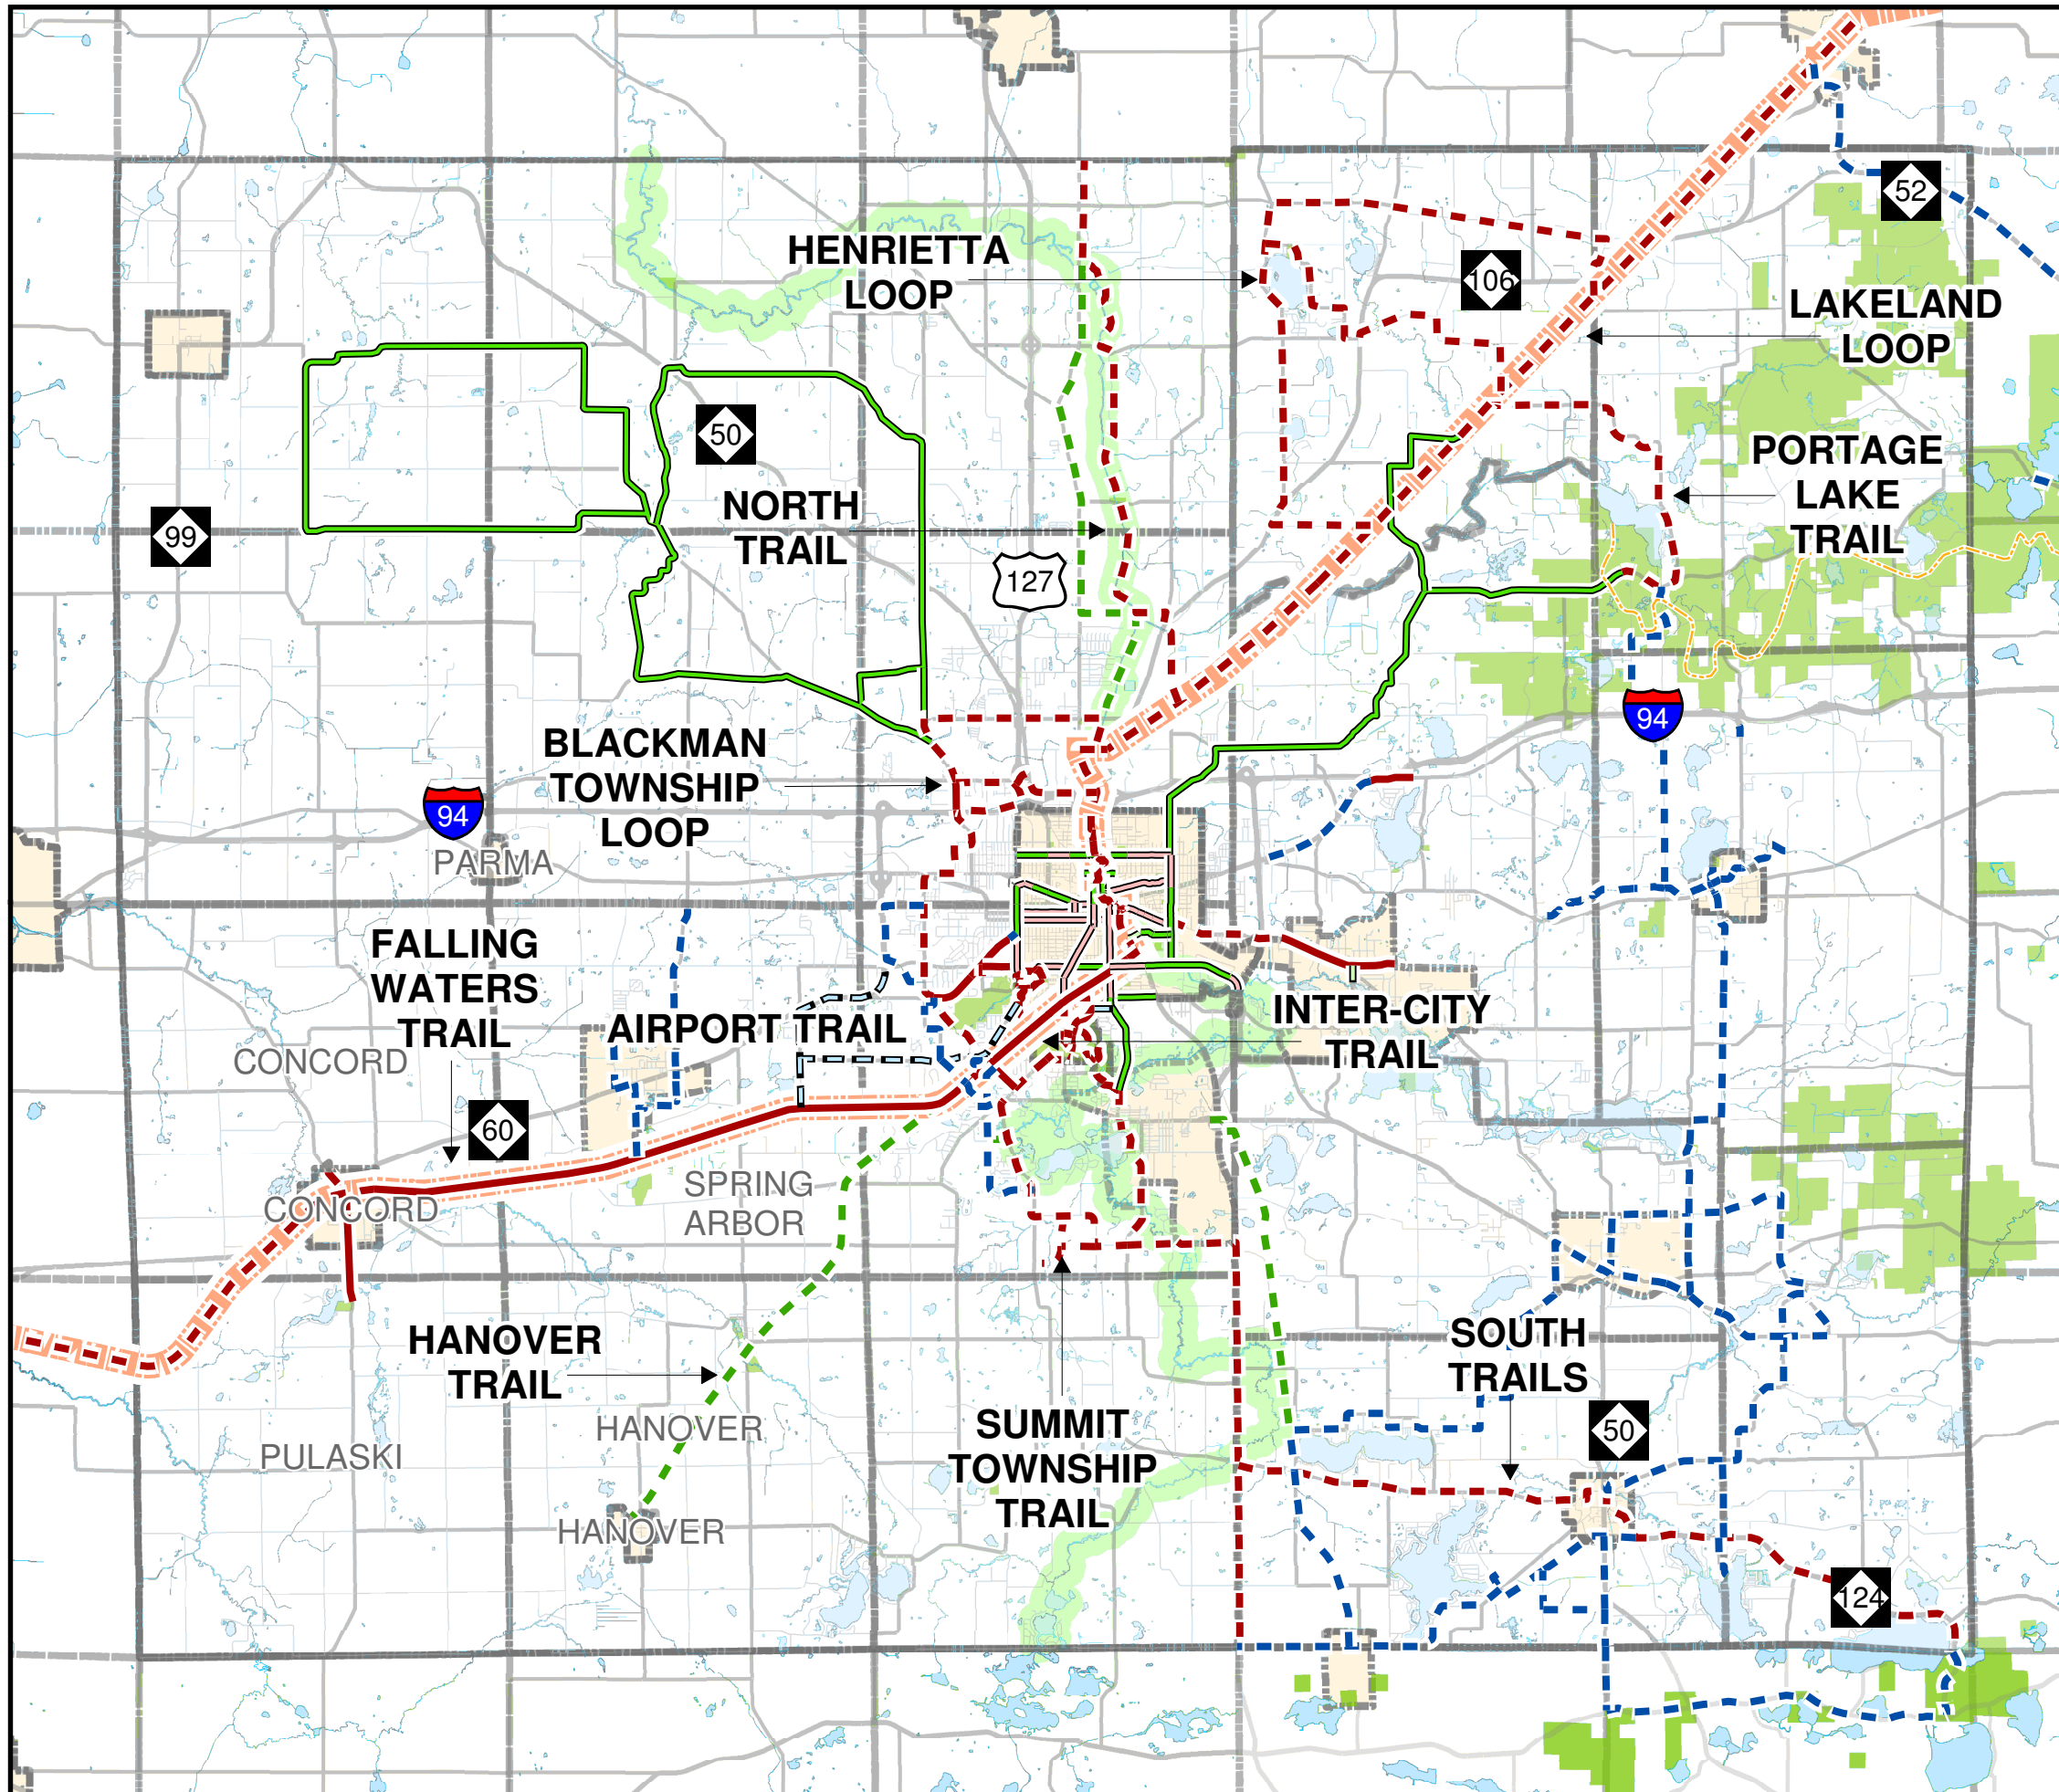 52
HENRIETTA
LOOP
106
LAKELAND
LOOP
50
PORTAGE
LAKE
TRAIL
NORTH
TRAIL
99
127
94
BLACKMAN
TOWNSHIP
LOOP
94
PARMA
FALLING
WATERS
TRAIL
AIRPORT TRAIL
INTER-CITY
TRAIL
CONCORD
60
SPRING
ARBOR
CONCORD
HANOVER
TRAIL
SOUTH
TRAILS
HANOVER
PULASKI
SUMMIT
TOWNSHIP
TRAIL
50
HANOVER
124